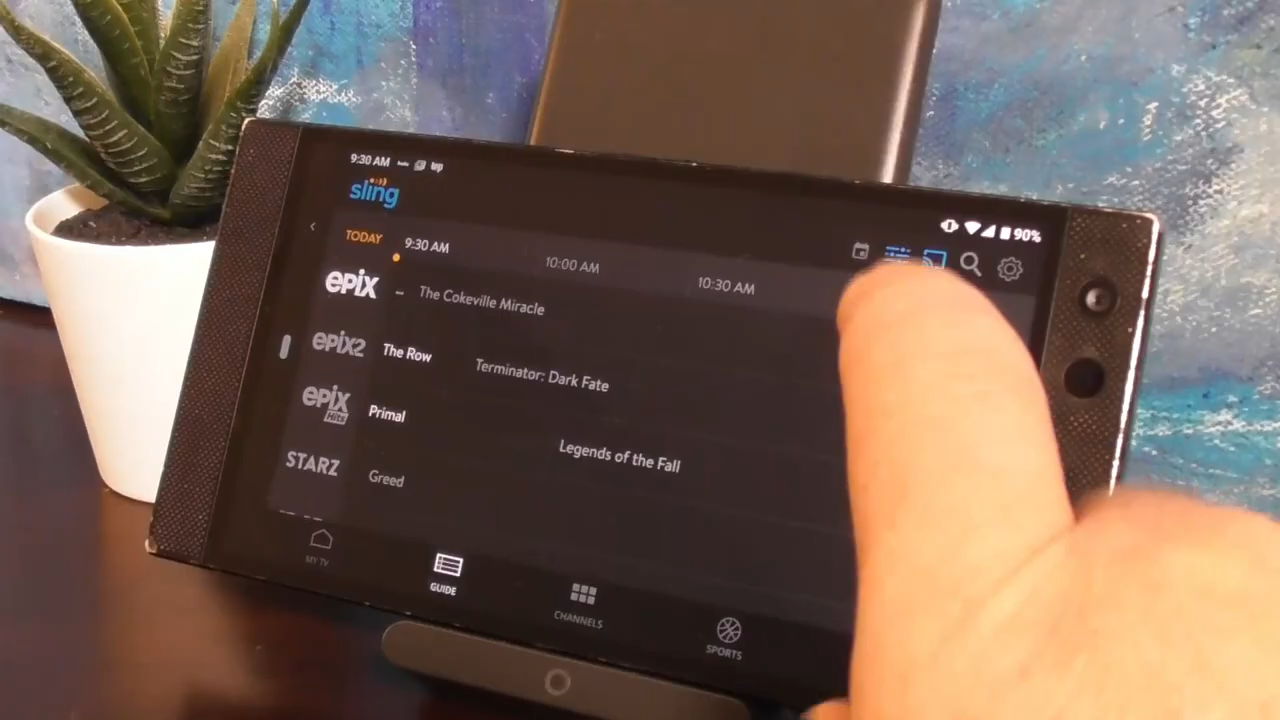 9:30 AM
90%
sling
TODAY 9:30 AM 10:00 AM 10:30 AM
epix The Cokeville Miracle
epix2 The Row Terminator: Dark Fate
epix Hits Primal Legends of the Fall
STARZ Greed
MY TV GUIDE CHANNELS SPORTS